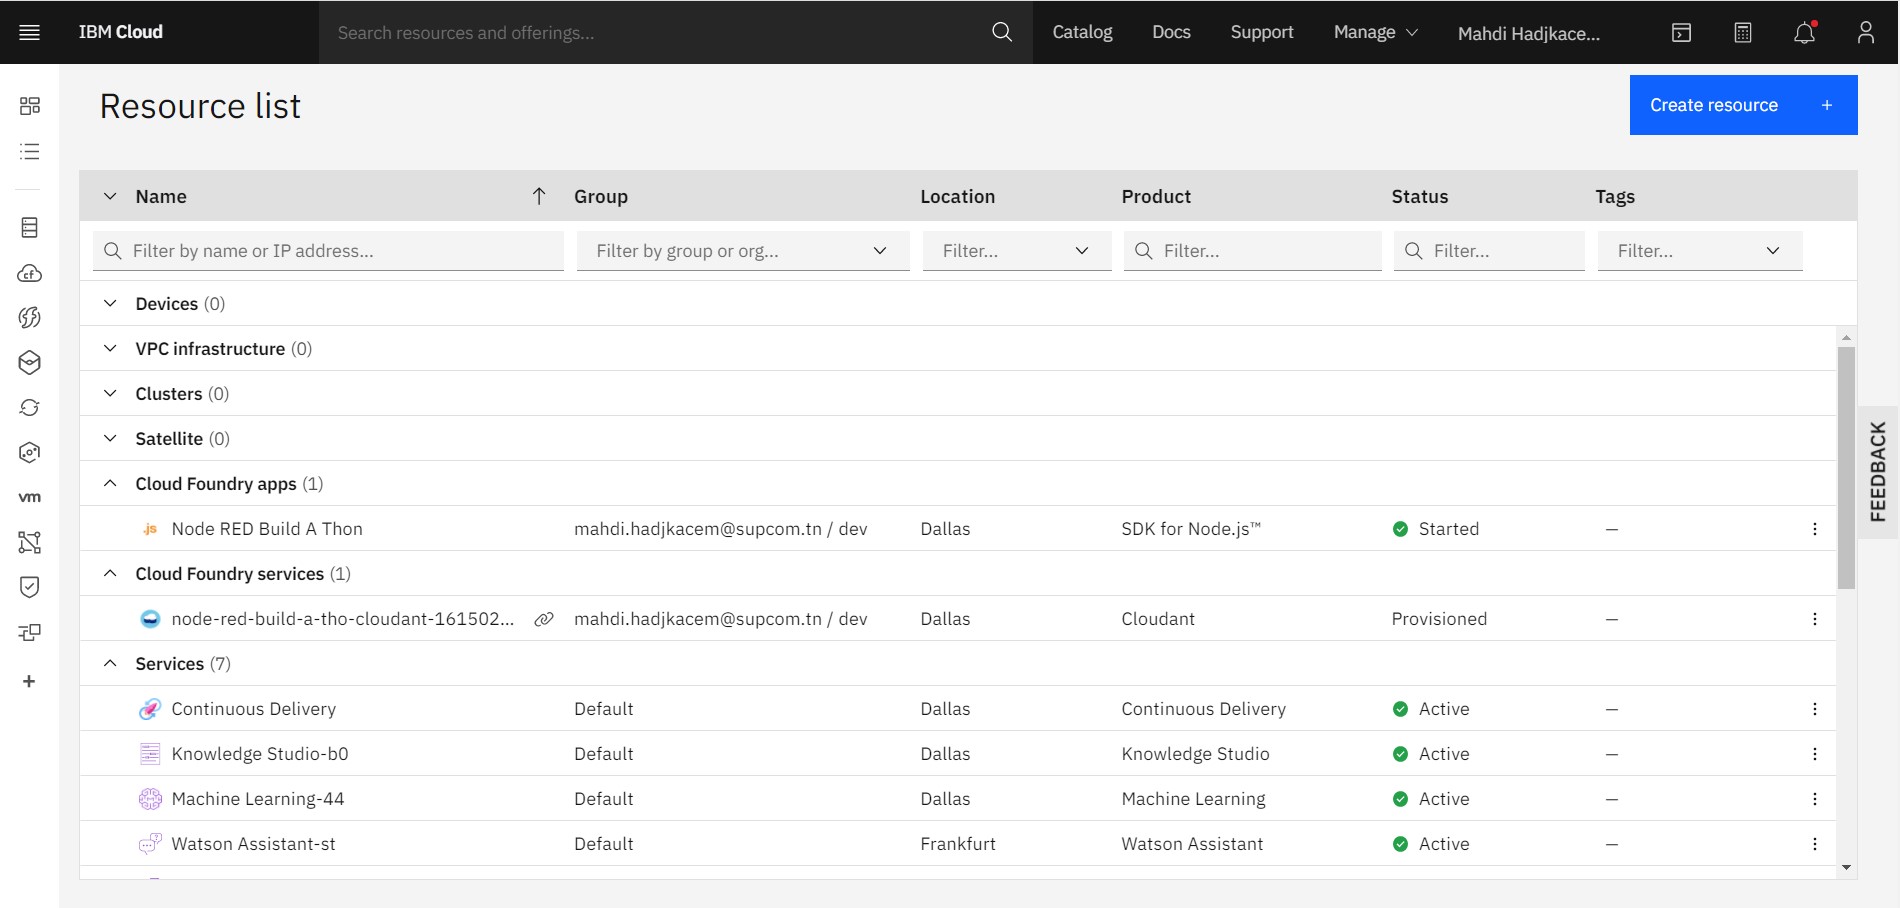 IBM Cloud
Search resources and offerings...
Catalog
Docs
Support
Manage
Mahdi Hadjkace...
Resource list
Create resource +
Name
Group
Location
Product
Status
Tags
Filter by name or IP address...
Filter by group or org...
Filter...
Filter...
Filter...
Filter...
Devices (0)
VPC infrastructure (0)
Clusters (0)
Satellite (0)
Cloud Foundry apps (1)
.js Node RED Build A Thon mahdi.hadjkacem@supcom.tn / dev Dallas SDK for Node.js™ Started —
Cloud Foundry services (1)
node-red-build-a-tho-cloudant-161502... mahdi.hadjkacem@supcom.tn / dev Dallas Cloudant Provisioned —
Services (7)
Continuous Delivery Default Dallas Continuous Delivery Active —
Knowledge Studio-b0 Default Dallas Knowledge Studio Active —
Machine Learning-44 Default Dallas Machine Learning Active —
Watson Assistant-st Default Frankfurt Watson Assistant Active —
cf
vm
FEEDBACK